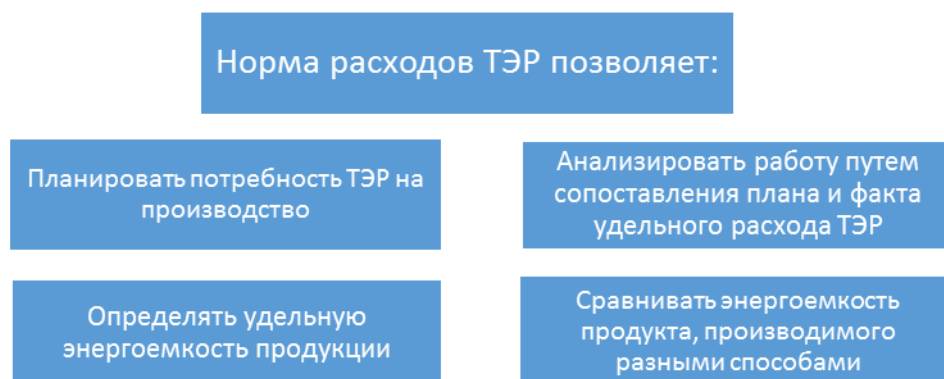 Норма расходов ТЭР позволяет:
Планировать потребность ТЭР на
производство
Анализировать работу путем
сопоставления плана и факта
удельного расхода ТЭР
Определять удельную
энергоемкость продукции
Сравнивать энергоемкость
продукта, производимого
разными способами